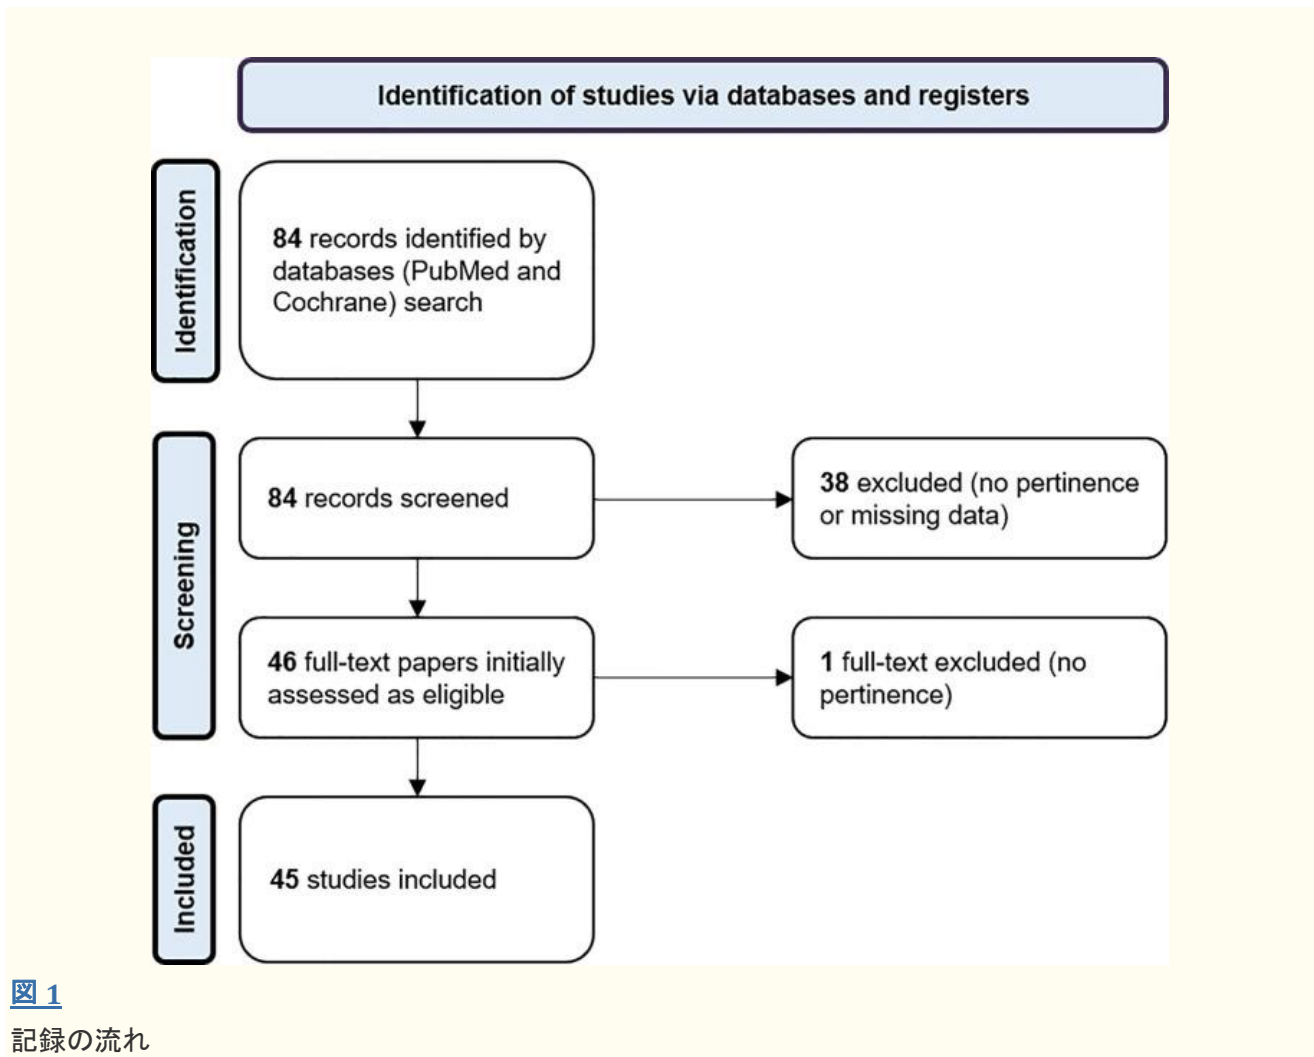 Identification of studies via databases and registers
Identification
84 records identified by
databases (PubMed and
Cochrane) search
Screening
84 records screened
38 excluded (no pertinence
or missing data)
46 full-text papers initially
assessed as eligible
1 full-text excluded (no
pertinence)
Included
45 studies included
図 1
記録の流れ